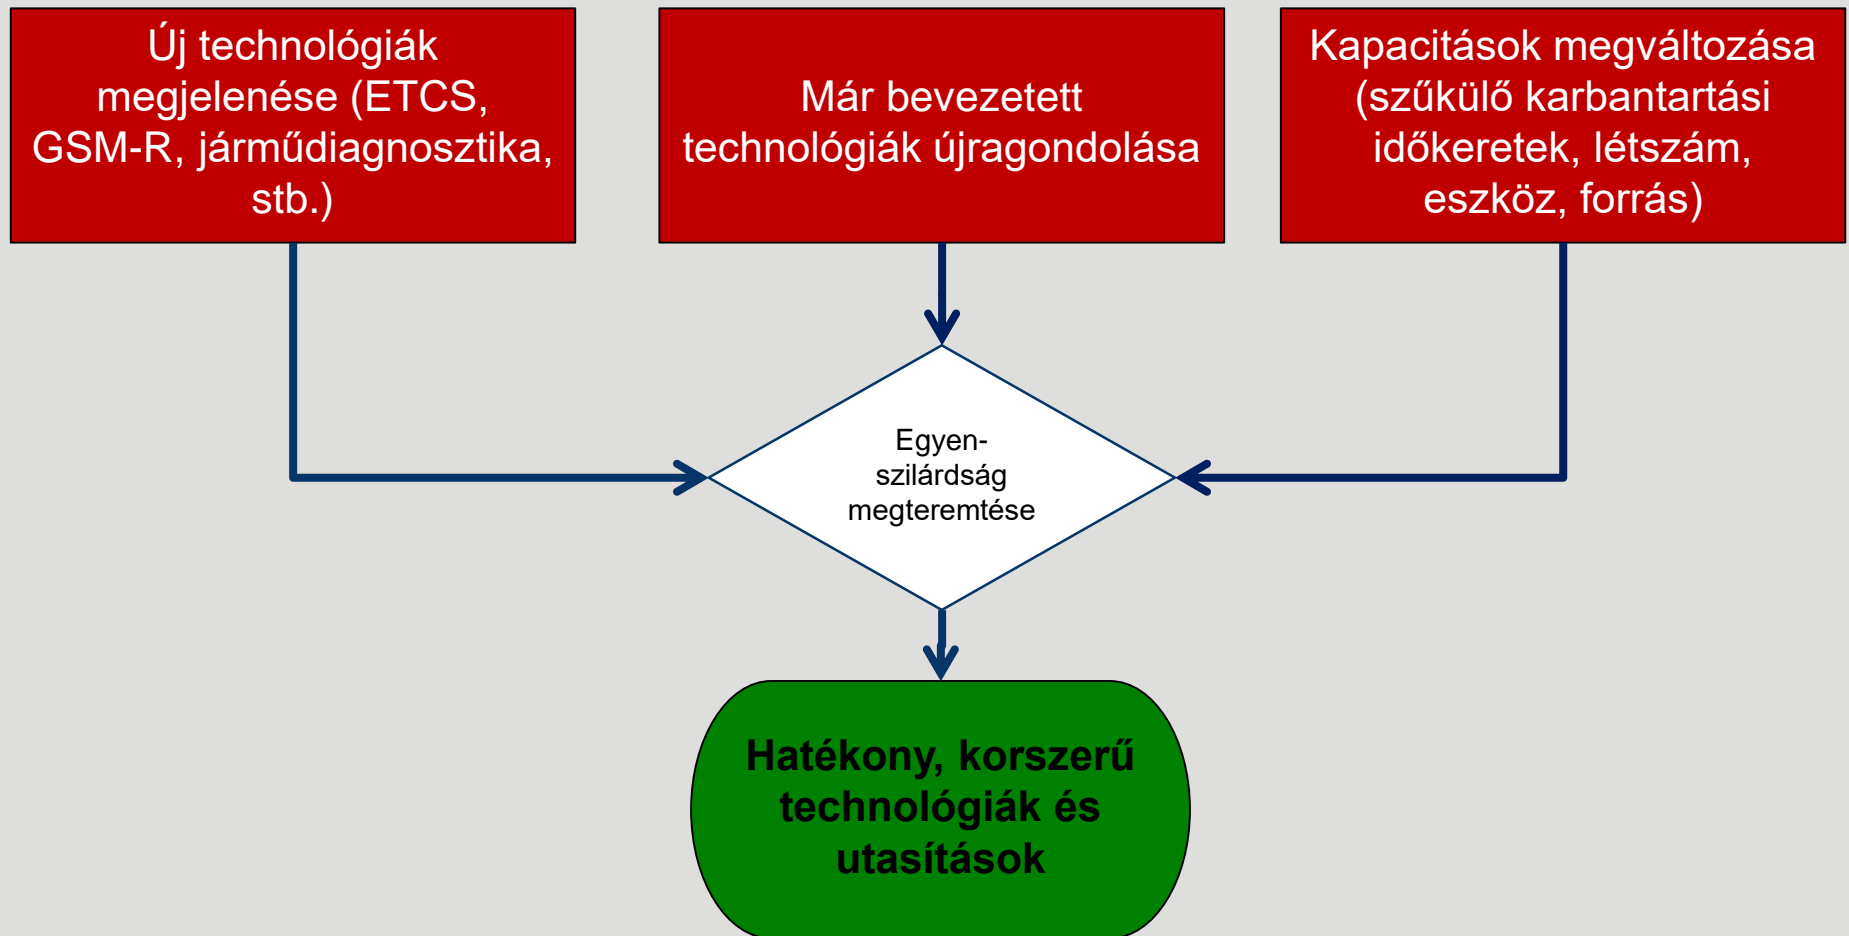 Új technológiák
megjelenése (ETCS,
GSM-R, járműdiagnosztika,
stb.)
Már bevezetett
technológiák újragondolása
Kapacitások megváltozása
(szűkülő karbantartási
időkeretek, létszám,
eszköz, forrás)
Egyen-
szilárdság
megteremtése
Hatékony, korszerű
technológiák és
utasítások